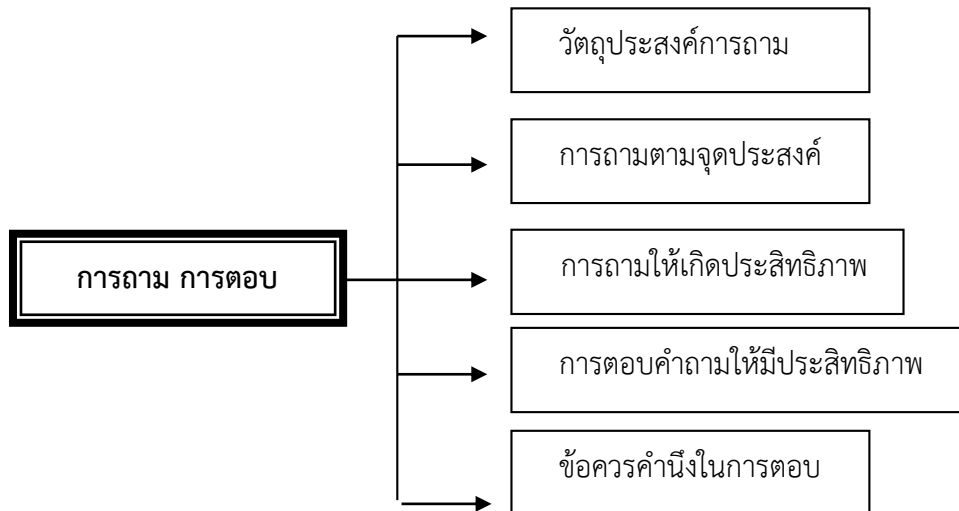 วัตถุประสงค์การถาม
การถามตามจุดประสงค์
การถาม การตอบ
การถามให้เกิดประสิทธิภาพ
การตอบคำถามให้มีประสิทธิภาพ
ข้อควรคำนึงในการตอบ